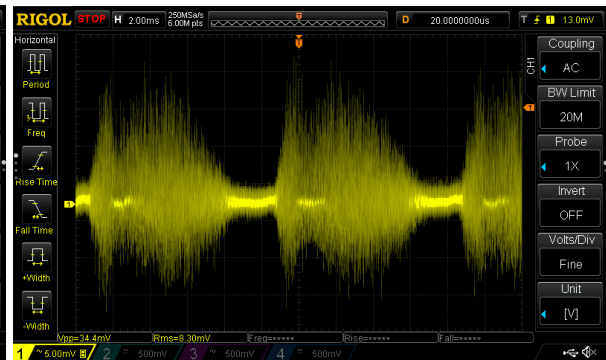 RIGOL STOP H 2.00ms 250MSa/s 6.00M pts D 20.0000000us T 1 13.0mV
Horizontal
Period
Freq
Rise Time
Fall Time
+Width
-Width
T
T
1
CH1
Coupling
AC
BW Limit
20M
Probe
1X
Invert
OFF
Volts/Div
Fine
Unit
[V]
Vpp=34.4mV Rms=8.30mV Freq=***** Rise=***** Fall=*****
1 ~ 5.00mV B 2 = 500mV 3 ~ 500mV 4 = 500mV